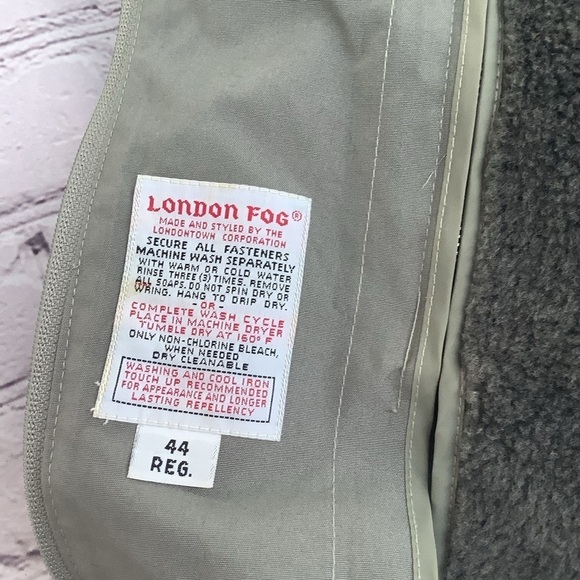 LONDON FOG®
MADE AND STYLED BY THE
LONDONTOWN CORPORATION
SECURE ALL FASTENERS
MACHINE WASH SEPARATELY
WITH WARM OR COLD WATER
RINSE THREE (3) TIMES. REMOVE
ALL SOAPS. DO NOT SPIN DRY OR
WRING. HANG TO DRIP DRY.
-OR-
COMPLETE WASH CYCLE
PLACE IN MACHINE DRYER
TUMBLE DRY AT 160° F
ONLY NON-CHLORINE BLEACH,
WHEN NEEDED
DRY CLEANABLE
WASHING AND COOL IRON
TOUCH UP RECOMMENDED
FOR APPEARANCE AND LONGER
LASTING REPELLENCY
44
REG.